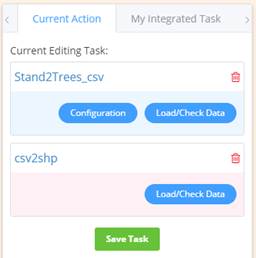 Current Action My Integrated Task
Current Editing Task:
Stand2Trees_csv
Configuration Load/Check Data
csv2shp
Load/Check Data
Save Task